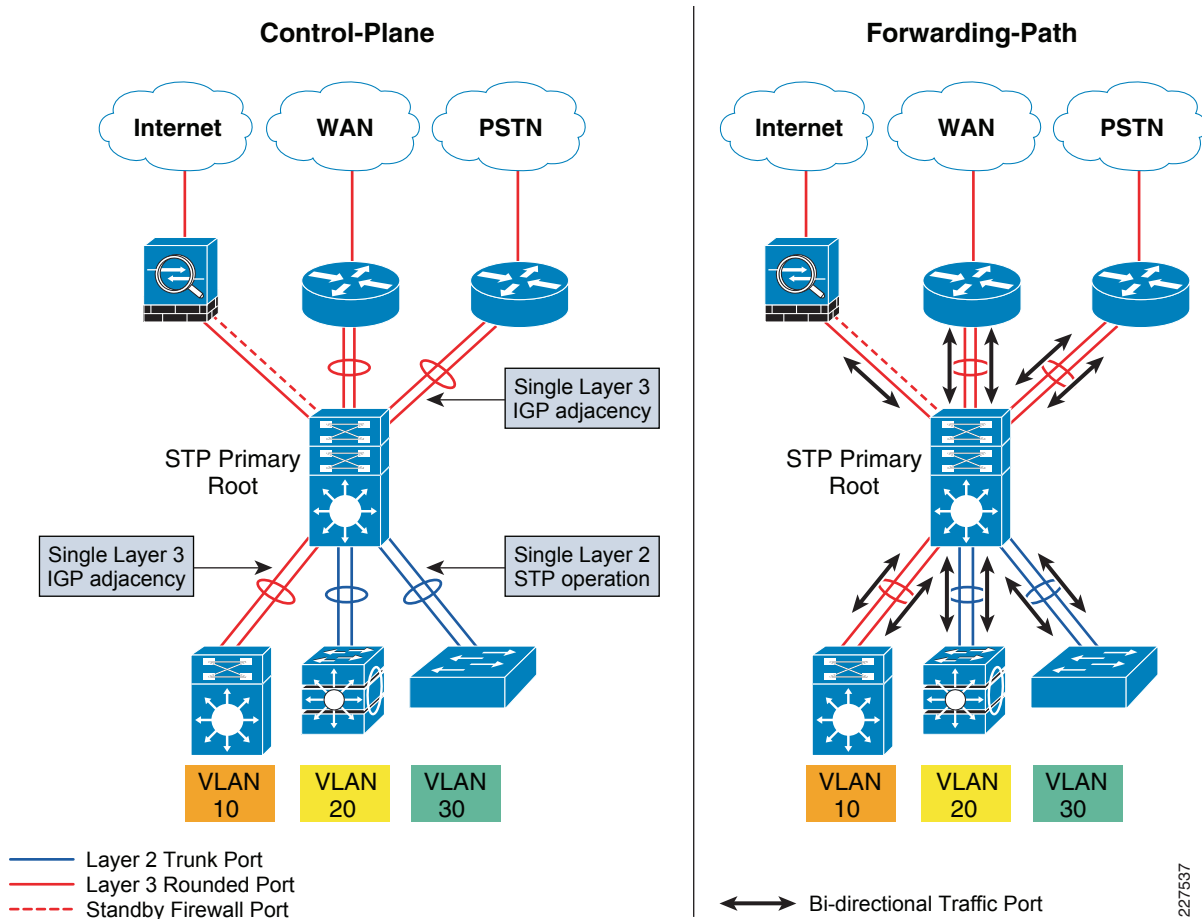 Control-Plane
Internet
WAN
PSTN
Single Layer 3
IGP adjacency
STP Primary
Root
Single Layer 3
IGP adjacency
Single Layer 2
STP operation
VLAN
10
VLAN
20
VLAN
30
Layer 2 Trunk Port
Layer 3 Rounded Port
Standby Firewall Port
Forwarding-Path
Internet
WAN
PSTN
STP Primary
Root
VLAN
10
VLAN
20
VLAN
30
Bi-directional Traffic Port
227537